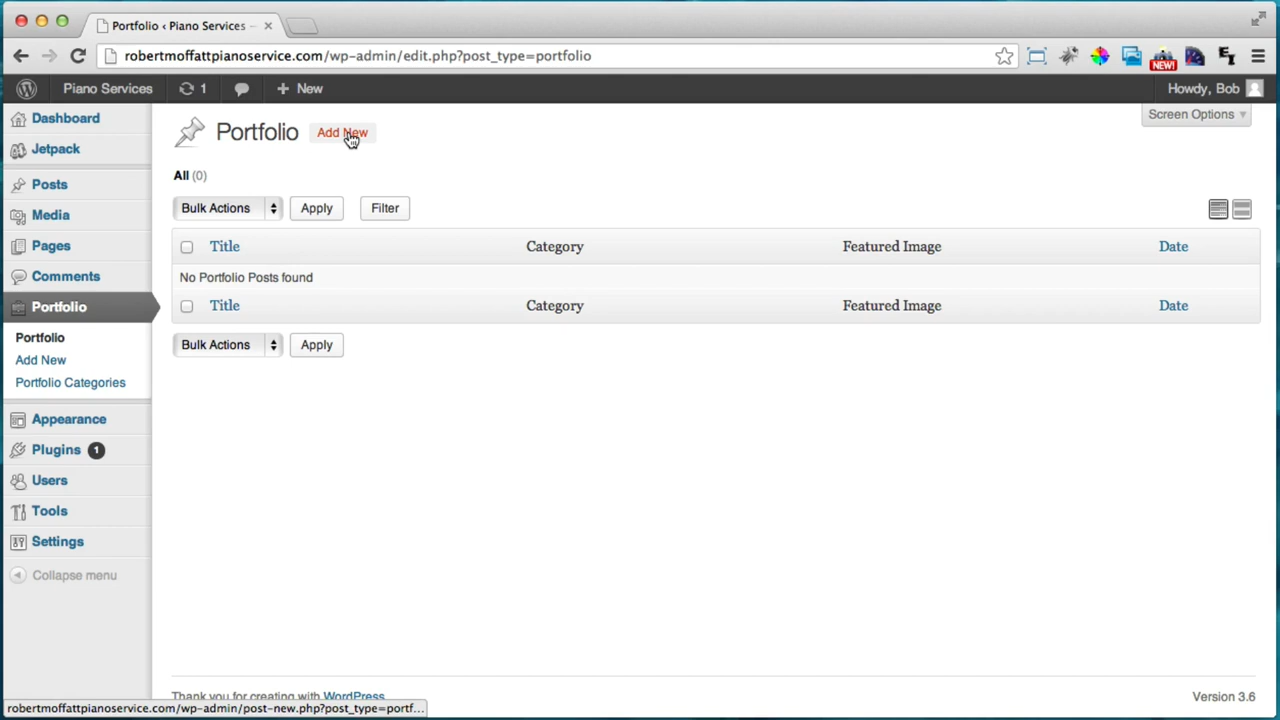 Portfolio ‹ Piano Services –
robertmoffattpianoservice.com/wp-admin/edit.php?post_type=portfolio
NEW!
Piano Services 1 + New Howdy, Bob
Dashboard
Jetpack
Posts
Media
Pages
Comments
Portfolio
Portfolio
Add New
Portfolio Categories
Appearance
Plugins 1
Users
Tools
Settings
Collapse menu
Screen Options
Portfolio Add New
All (0)
Bulk Actions Apply Filter
Title Category Featured Image Date
No Portfolio Posts found
Title Category Featured Image Date
Bulk Actions Apply
Thank you for creating with WordPress Version 3.6
robertmoffattpianoservice.com/wp-admin/post-new.php?post_type=portf...